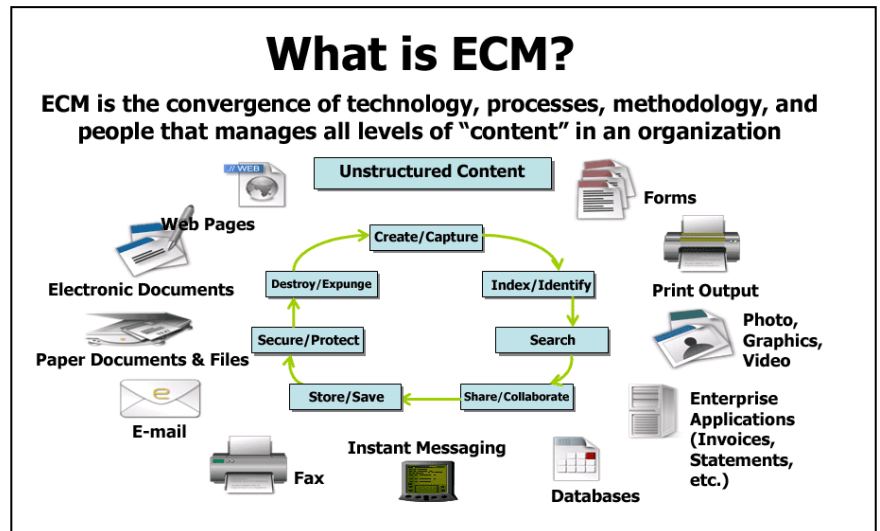 What is ECM?
ECM is the convergence of technology, processes, methodology, and
people that manages all levels of “content” in an organization
.// WEB
Unstructured Content
Web Pages
Forms
Create/Capture
Electronic Documents
Destroy/Expunge
Index/Identify
Print Output
Paper Documents & Files
Secure/Protect
Search
Photo,
Graphics,
Video
E-mail
Store/Save
Share/Collaborate
Enterprise
Applications
(Invoices,
Statements,
etc.)
Fax
Instant Messaging
Databases